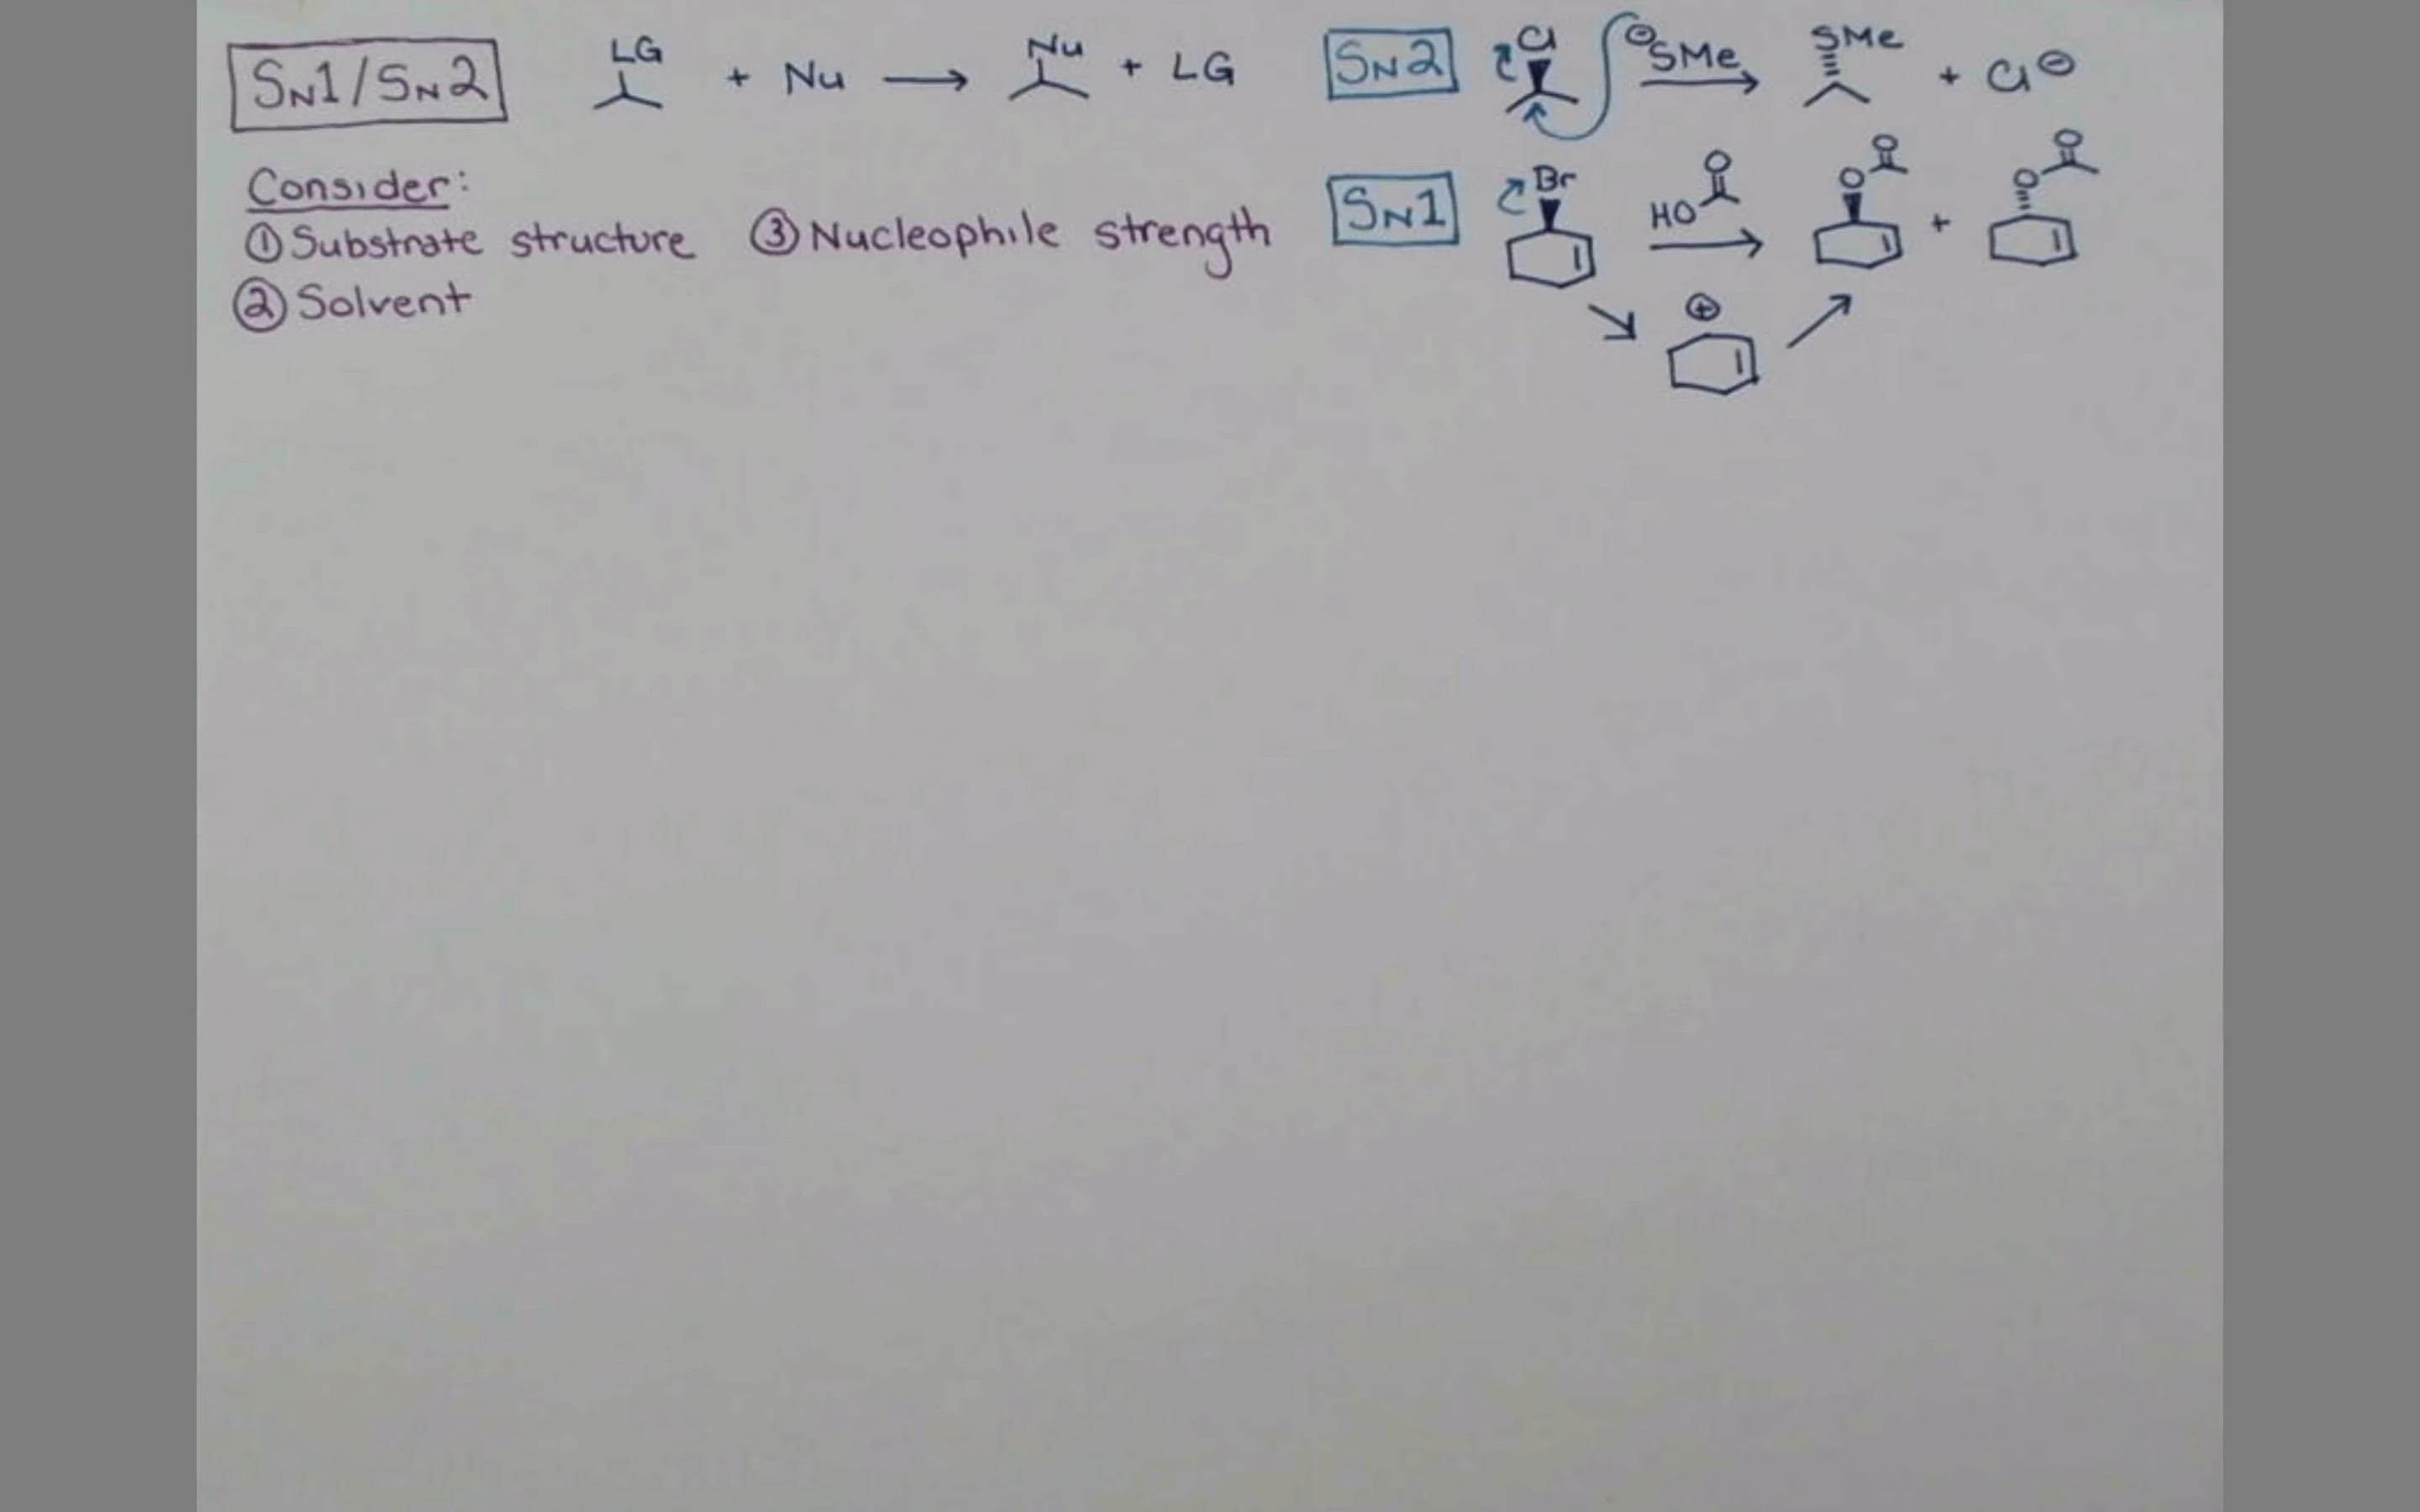 SN1/SN2
LG
+ Nu → Nu + LG
Consider:
① Substrate structure
② Solvent
③ Nucleophile strength
SN2
Cl
⊖SMe
→
SMe
+ Cl⊖
SN1
Br
HO
O
→
O
O
+
O
O
⊕